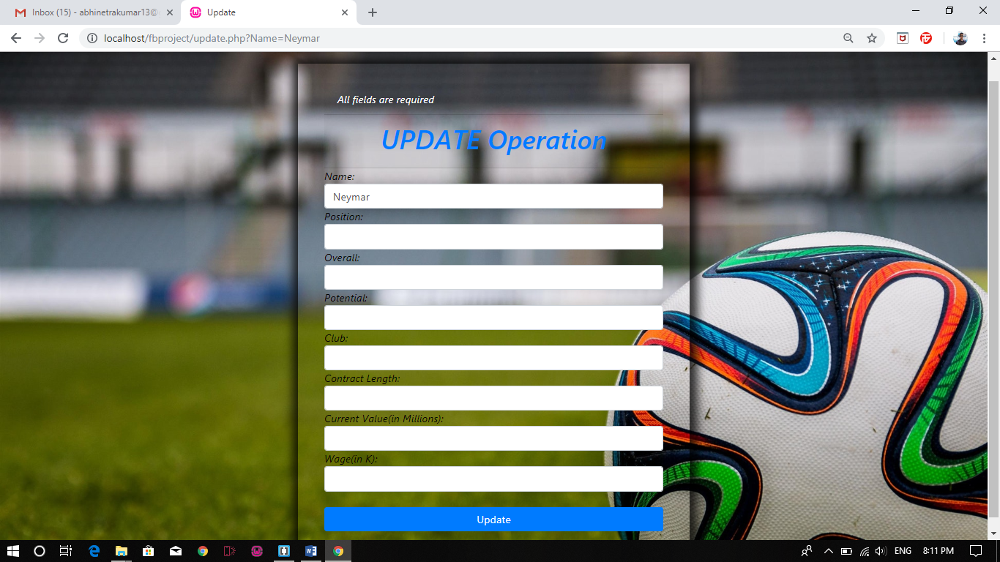 Inbox (15) - abhinetrakumar13@
Update
localhost/fbproject/update.php?Name=Neymar
All fields are required
UPDATE Operation
Name:
Neymar
Position:
Overall:
Potential:
Club:
Contract Length:
Current Value(in Millions):
Wage(in K):
Update
ENG
8:11 PM